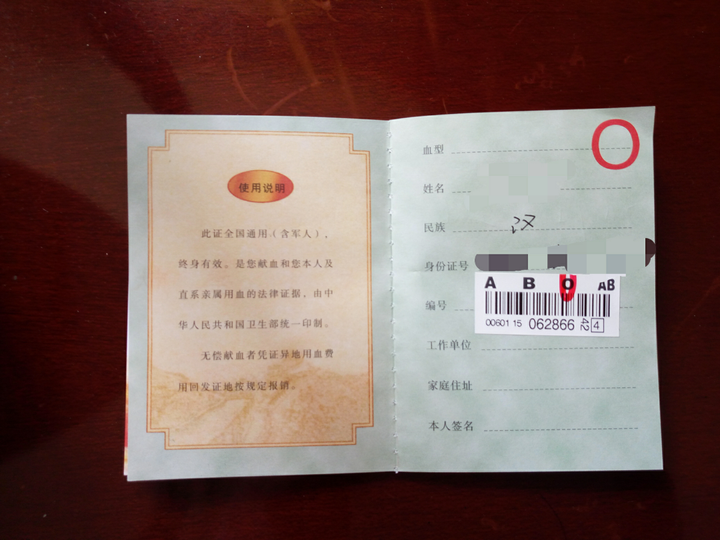 使用说明
此证全国通用（含军人），
终身有效。是您献血和您本人及
直系亲属用血的法律证据，由中
华人民共和国卫生部统一印制。
无偿献血者凭证异地用血费
用回发证地按规定报销。
血型 O
姓名
民族 汉
身份证号
A B O AB
编号
00601 15 062866 42 4
工作单位
家庭住址
本人签名